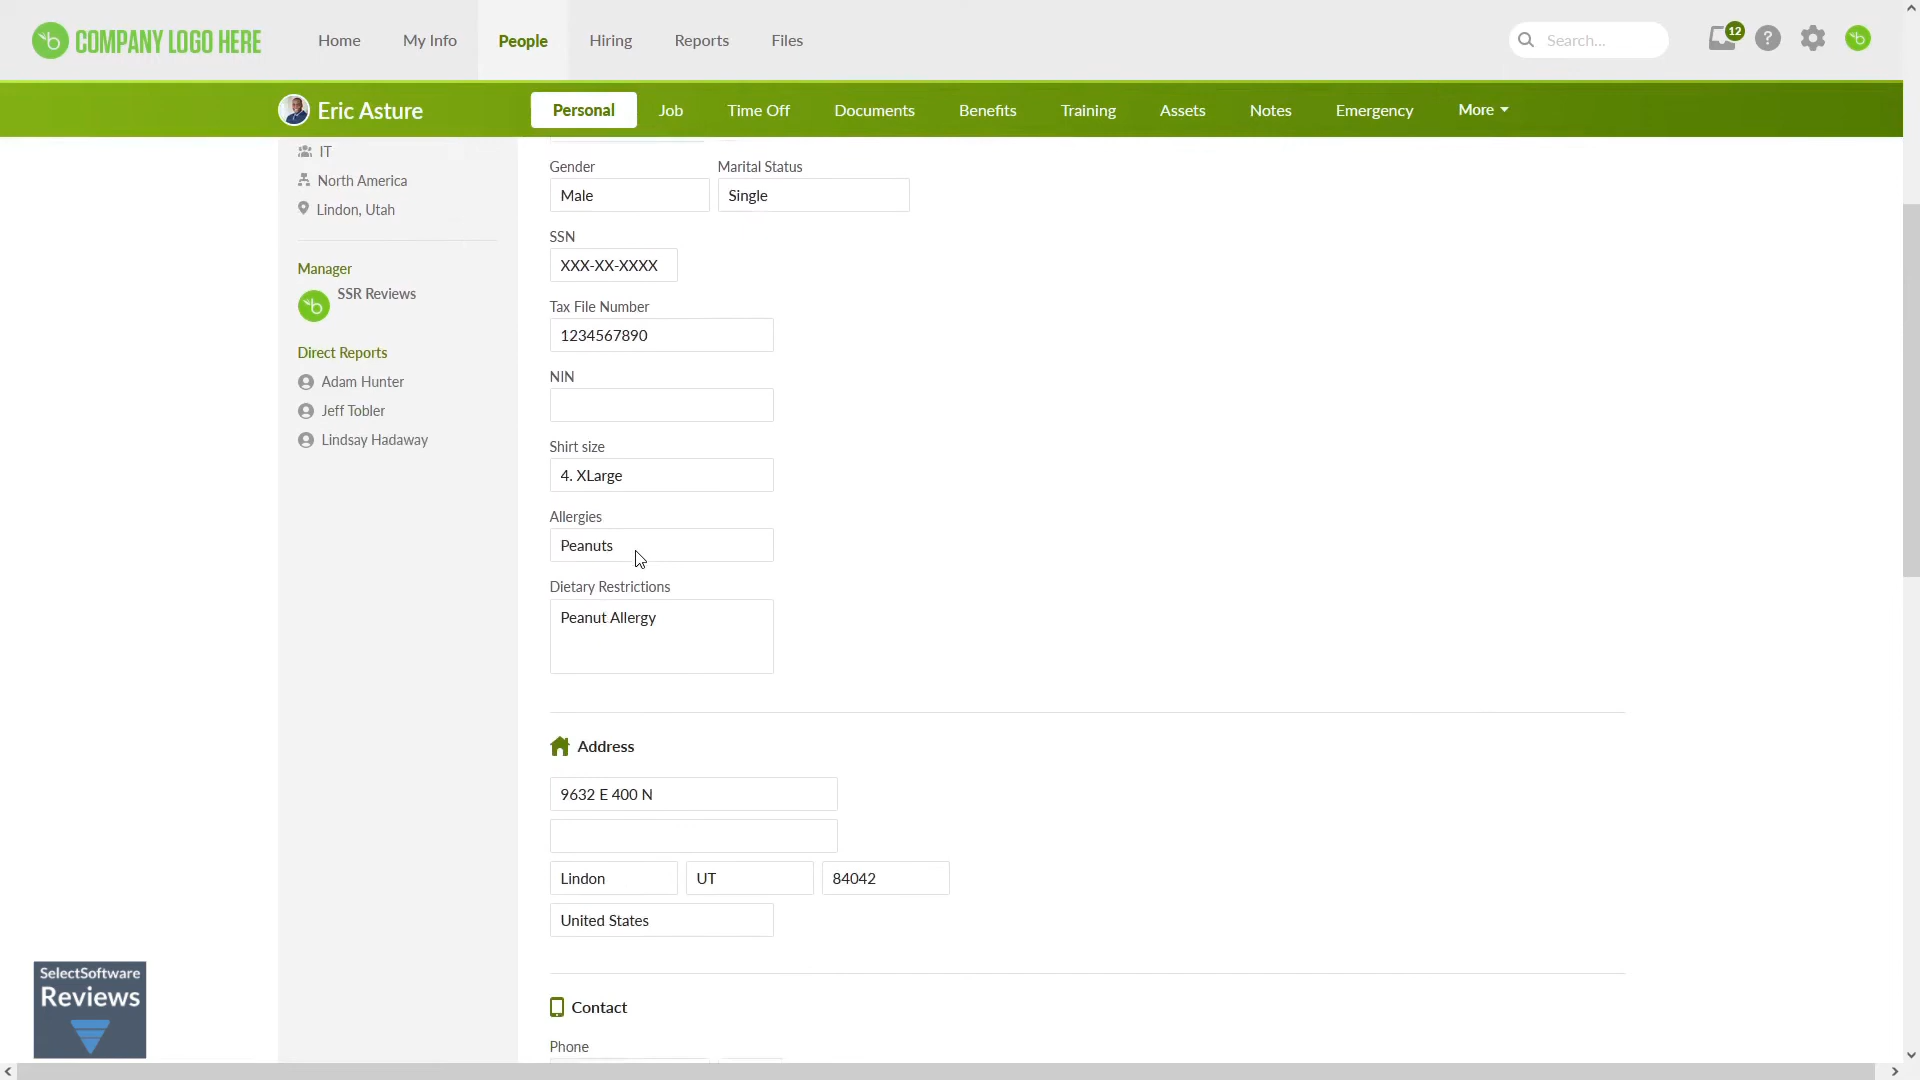 COMPANY LOGO HERE
Home
My Info
People
Hiring
Reports
Files
Search...
12
?
Eric Asture
Personal
Job
Time Off
Documents
Benefits
Training
Assets
Notes
Emergency
More
IT
North America
Lindon, Utah
Manager
SSR Reviews
Direct Reports
Adam Hunter
Jeff Tobler
Lindsay Hadaway
Gender
Marital Status
Male
Single
SSN
XXX-XX-XXXX
Tax File Number
1234567890
NIN
Shirt size
4. XLarge
Allergies
Peanuts
Dietary Restrictions
Peanut Allergy
Address
9632 E 400 N
Lindon
UT
84042
United States
Contact
Phone
SelectSoftware
Reviews